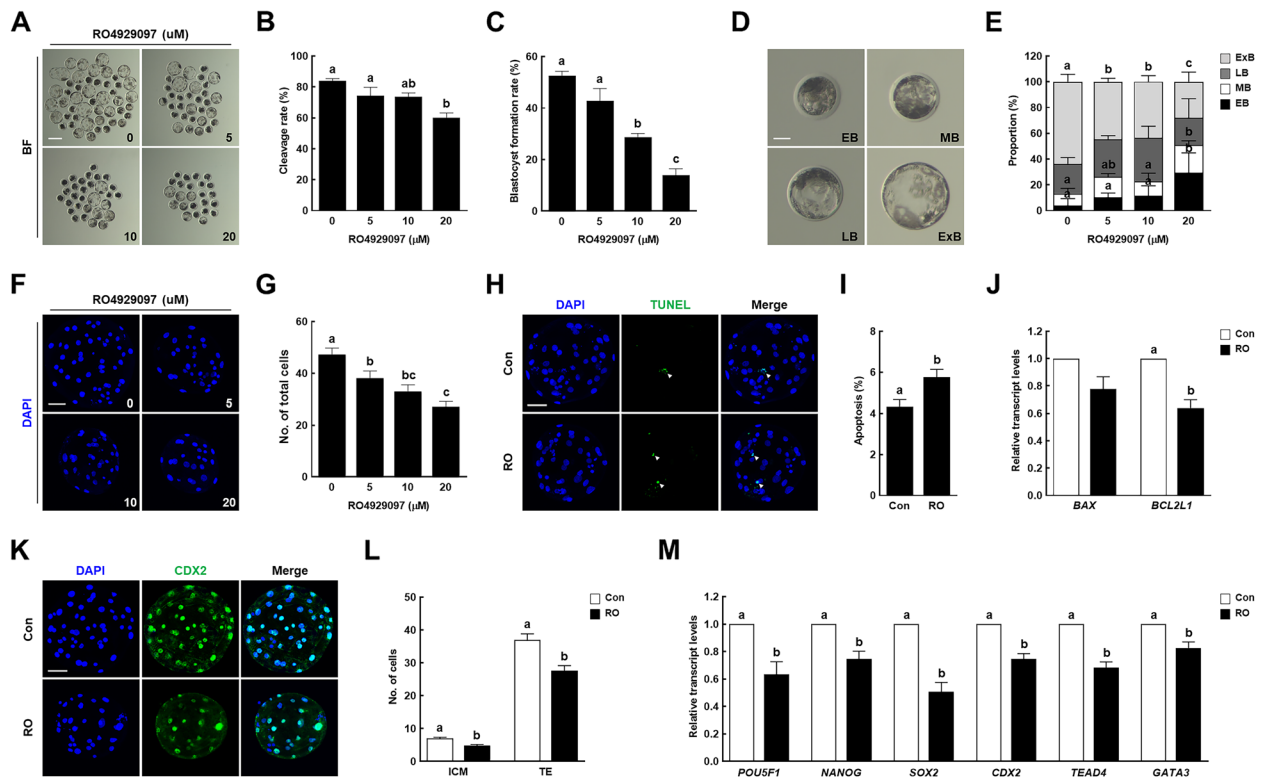 A
RO4929097 (uM)
BF
0
5
10
20
B
Cleavage rate (%)
100
80
60
40
20
0
a
a
ab
b
0 5 10 20
RO4929097 (μM)
C
Blastocyst formation rate (%)
60
40
20
0
a
a
b
c
0 5 10 20
RO4929097 (μM)
D
EB
MB
LB
ExB
E
Proportion (%)
120
100
80
60
40
20
0
a b b c
a ab a b
a a b
0 5 10 20
RO4929097 (μM)
ExB
LB
MB
EB
F
RO4929097 (uM)
DAPI
0
5
10
20
G
No. of total cells
60
40
20
0
a
b
bc
c
0 5 10 20
RO4929097 (μM)
H
DAPI TUNEL Merge
Con
RO
I
Apoptosis (%)
8
6
4
2
0
a
b
Con RO
J
Relative transcript levels
1.2
1.0
0.8
0.6
0.4
0.2
0
a
b
BAX BCL2L1
Con
RO
K
DAPI CDX2 Merge
Con
RO
L
No. of cells
50
40
30
20
10
0
a b a b
ICM TE
Con
RO
M
Relative transcript levels
1.2
1.0
0.8
0.6
0.4
0.2
0.0
a b a b a b a b a b a b
POU5F1 NANOG SOX2 CDX2 TEAD4 GATA3
Con
RO